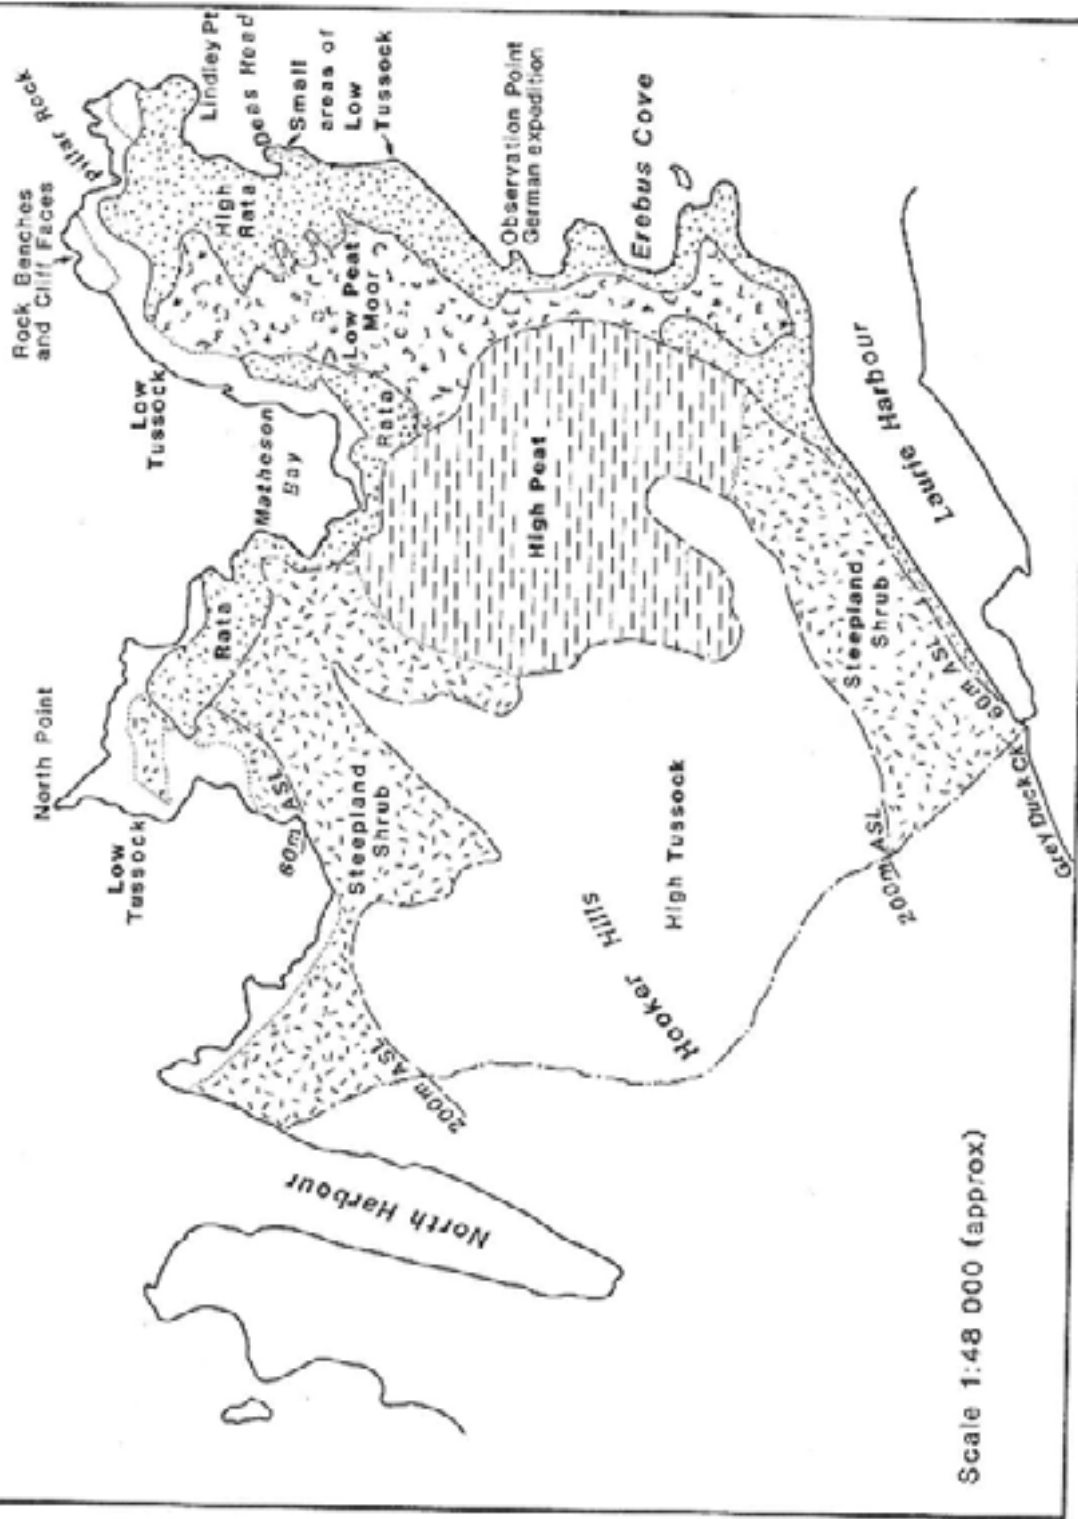 North Point
Rock Benches
and Cliff Faces
Pillar Rock
Lindley Pt
Deas Head
Small
areas of
Low
Tussock
Low
Tussock
High
Rata
Low
Tussock
Matheson
Bay
Low Peat
Moor
Rata
Rata
Observation Point
German expedition
Erebus Cove
60m ASL
Steepland
Shrub
High Peat
200m ASL
North Harbour
Hooker Hills
High Tussock
Steepland
Shrub
Laurie Harbour
60m ASL
200m ASL
Grey Duck Ck
Scale 1:48 000 (approx)